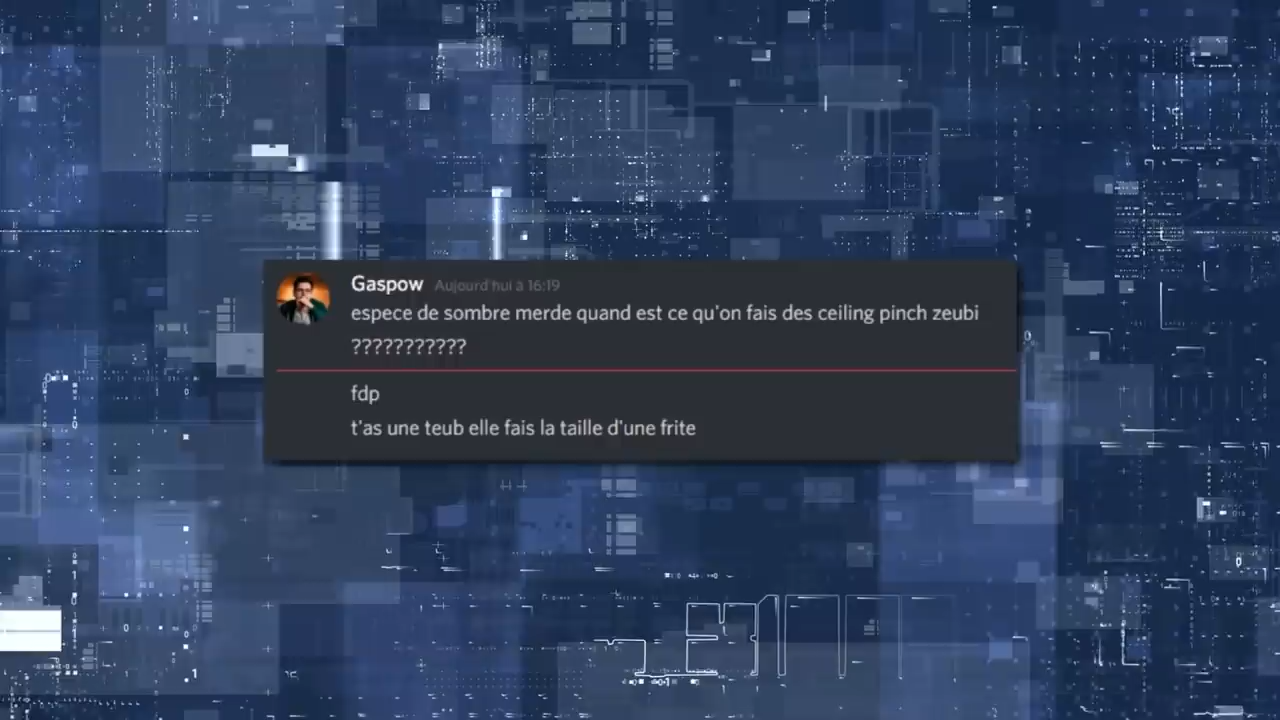 Gaspow Aujourd'hui à 16:19
espece de sombre merde quand est ce qu'on fais des ceiling pinch zeubi
???????????
fdp
t'as une teub elle fais la taille d'une frite